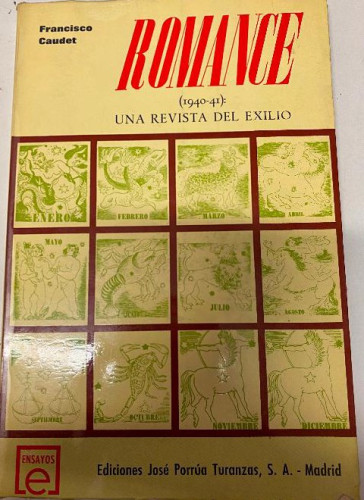 Francisco
Caudet
ROMANCE
(1940-41):
UNA REVISTA DEL EXILIO
ENERO
FEBRERO
MARZO
ABRIL
MAYO
JULIO
AGOSTO
SEPTIEMBRE
OCTUBRE
NOVIEMBRE
DICIEMBRE
ENSAYOS
e
Ediciones José Porrúa Turanzas, S. A. - Madrid